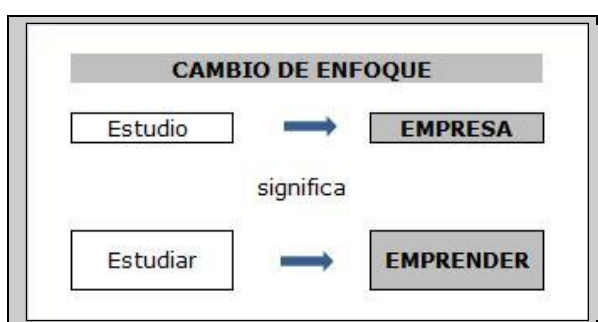 CAMBIO DE ENFOQUE
Estudio EMPRESA
significa
Estudiar EMPRENDER